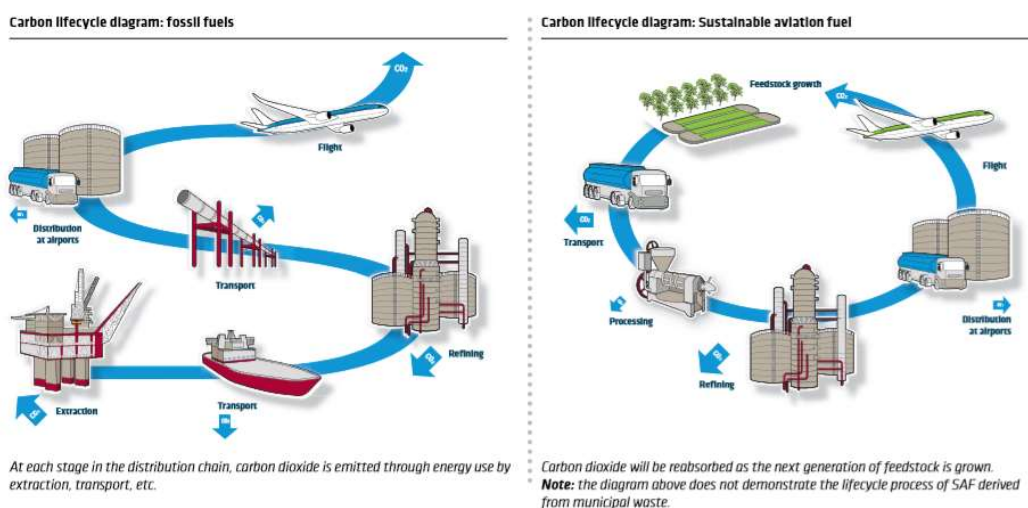 Carbon lifecycle diagram: fossil fuels
CO₂
Flight
Distribution
at airports
CO₂
Transport
Refining
CO₂
Transport
Extraction
CO₂
At each stage in the distribution chain, carbon dioxide is emitted through energy use by
extraction, transport, etc.
Carbon lifecycle diagram: Sustainable aviation fuel
Feedstock growth
CO₂
Flight
CO₂
Transport
Processing
Distribution
at airports
CO₂
Refining
Carbon dioxide will be reabsorbed as the next generation of feedstock is grown.
Note: the diagram above does not demonstrate the lifecycle process of SAF derived
from municipal waste.